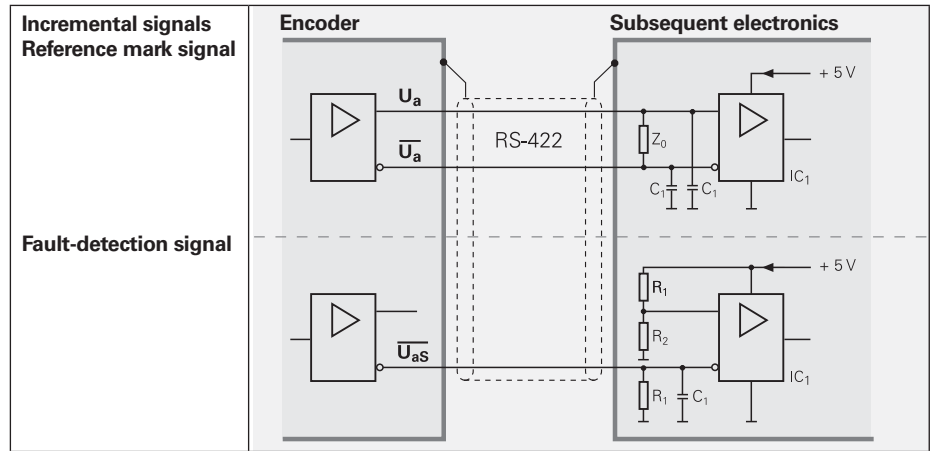 Incremental signals
Reference mark signal
Encoder
Subsequent electronics
+ 5 V
Ua
RS-422
Z0
Ua
C1
C1
IC1
Fault-detection signal
+ 5 V
R1
R2
UaS
IC1
R1
C1